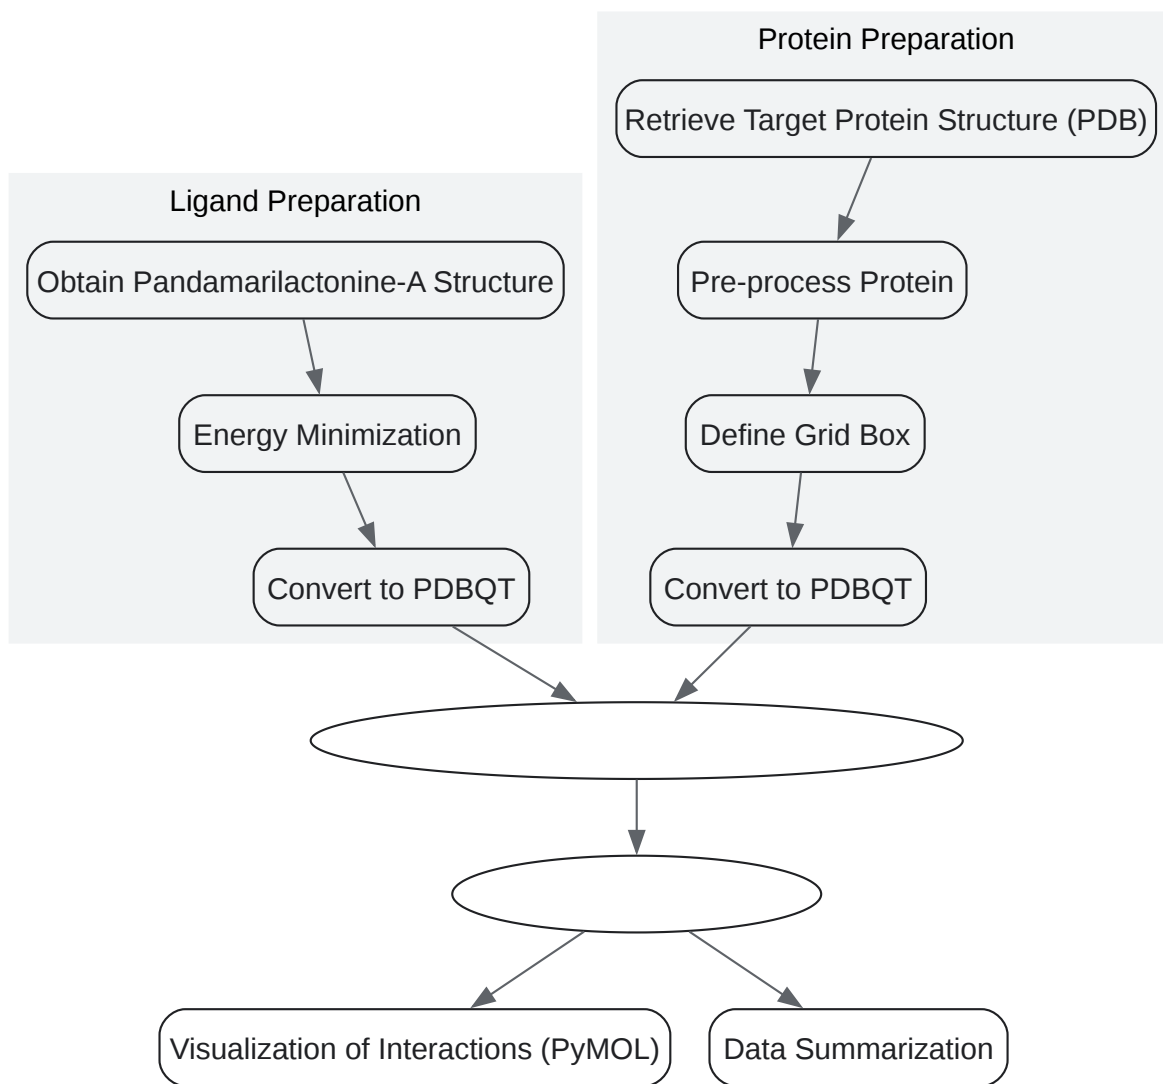 Protein Preparation
Retrieve Target Protein Structure (PDB)
Ligand Preparation
Obtain Pandamarilactonine-A Structure
Pre-process Protein
Energy Minimization
Define Grid Box
Convert to PDBQT
Convert to PDBQT
Visualization of Interactions (PyMOL)
Data Summarization